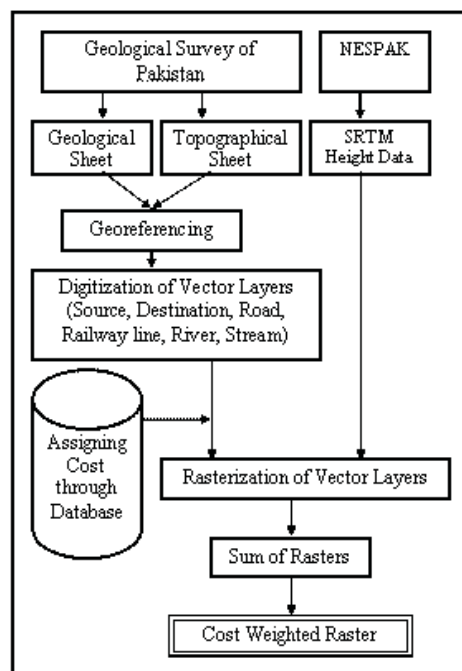 Geological Survey of
Pakistan
NESPAK
Geological
Sheet
Topographical
Sheet
SRTM
Height Data
Georeferencing
Digitization of Vector Layers
(Source, Destination, Road,
Railway line, River, Stream)
Assigning
Cost
through
Database
Rasterization of Vector Layers
Sum of Rasters
Cost Weighted Raster